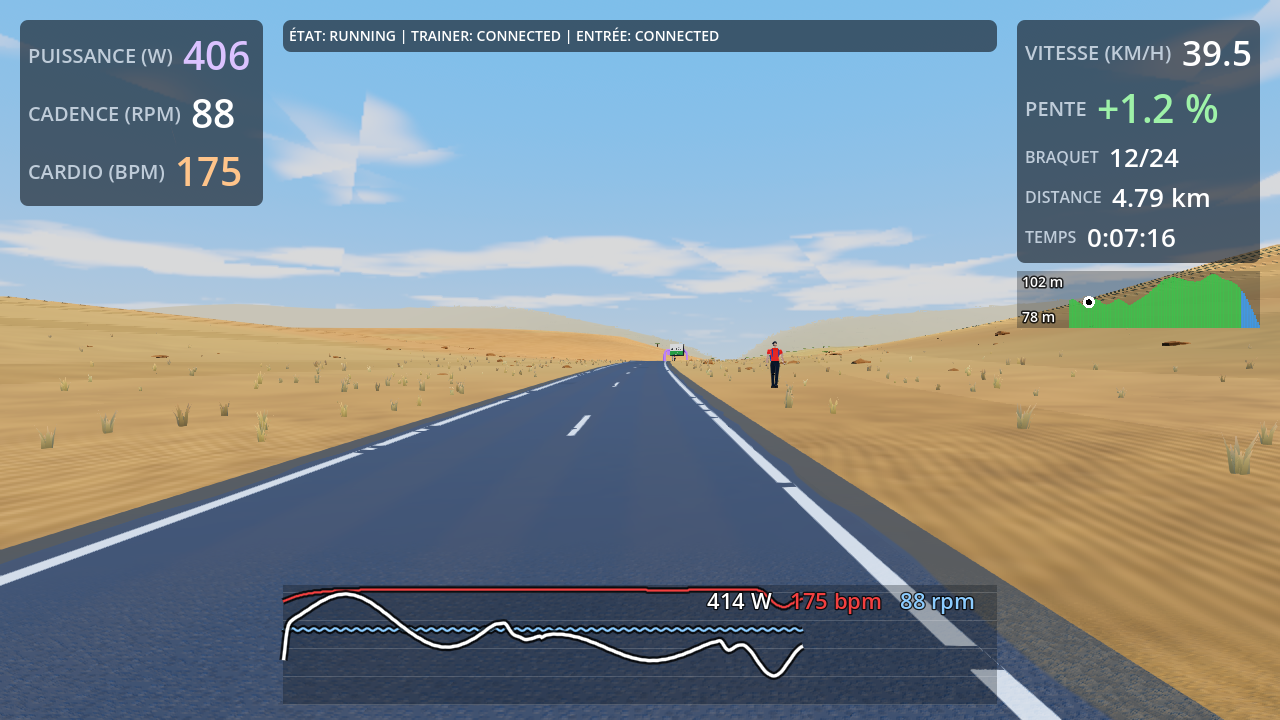 PUISSANCE (W) 406
CADENCE (RPM) 88
CARDIO (BPM) 175
ÉTAT: RUNNING | TRAINER: CONNECTED | ENTRÉE: CONNECTED
VITESSE (KM/H) 39.5
PENTE +1.2 %
BRAQUET 12/24
DISTANCE 4.79 km
TEMPS 0:07:16
102 m
78 m
414 W 175 bpm 88 rpm